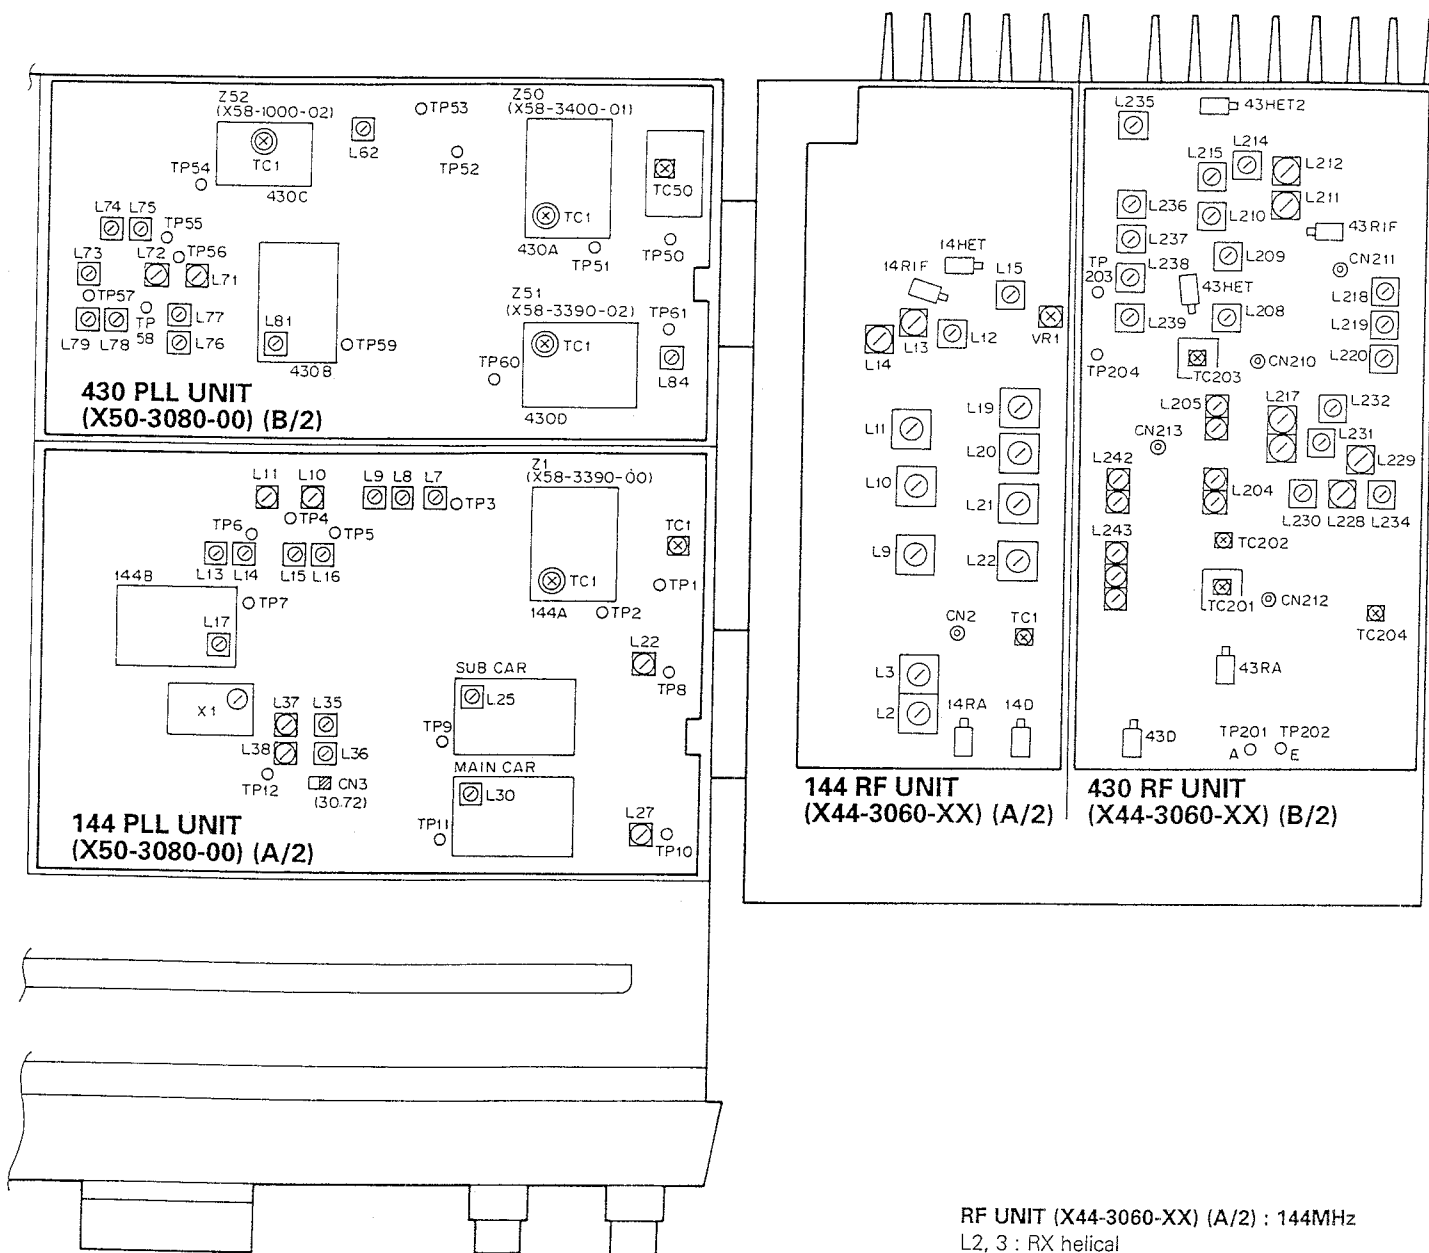 Z52
(X58-1000-02)
TC1
430C
L62
TP53
TP52
TP54
Z50
(X58-3400-01)
TC1
430A
TP51
TC50
TP50
L74 L75
TP55
TP56
L73
L72
L71
TP57
TP
58
L77
L76
L79 L78
L81
430B
TP59
Z51
(X58-3390-02)
TC1
430D
TP60
TP61
L84
430 PLL UNIT
(X50-3080-00) (B/2)
L11 L10
L9 L8 L7
TP3
TP4
TP6
TP5
L13 L14 L15 L16
144B
TP7
L17
Z1
(X58-3390-00)
TC1
144A
TP2
TC1
TP1
L22
TP8
X1
L37 L35
L38
L36
TP12
CN3
(30.72)
SUB CAR
L25
TP9
MAIN CAR
L30
TP11
L27
TP10
144 PLL UNIT
(X50-3080-00) (A/2)
14HET
14RIF
L15
L14
L13
L12
VR1
L11
L19
L20
L10
L21
L9
L22
CN2
TC1
L3
L2
14RA 14D
144 RF UNIT
(X44-3060-XX) (A/2)
L235
43HET2
L215
L214
L212
L211
L236
L210
43RIF
L237
L209
CN211
TP
203
L238
43HET
L218
L239
L208
L219
TP204
TC203
CN210
L220
L205
L217
L232
CN213
L231
L229
L242
L204
L230 L228 L234
L243
TC202
TC201
CN212
TC204
43RA
43D
TP201 TP202
A
E
430 RF UNIT
(X44-3060-XX) (B/2)
RF UNIT (X44-3060-XX) (A/2) : 144MHz
L2, 3 : RX helical